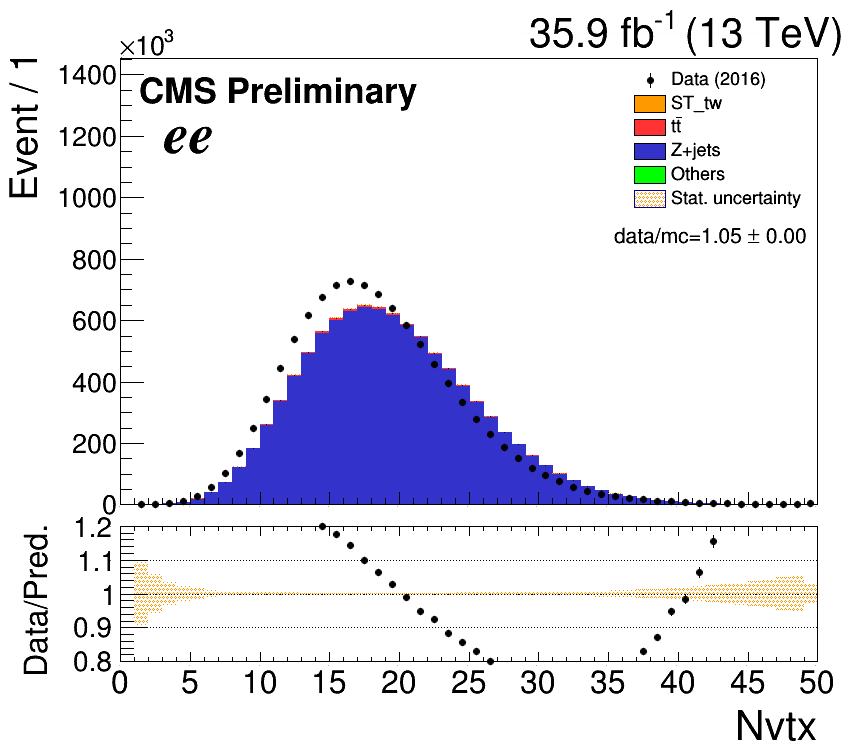 35.9 fb⁻¹ (13 TeV)
×10³
Event / 1
1400
1200
1000
800
600
400
200
0
CMS Preliminary
ee
Data (2016)
ST_tw
tt̄
Z+jets
Others
Stat. uncertainty
data/mc=1.05 ± 0.00
Data/Pred.
1.2
1.1
1
0.9
0.8
0 5 10 15 20 25 30 35 40 45 50
Nvtx